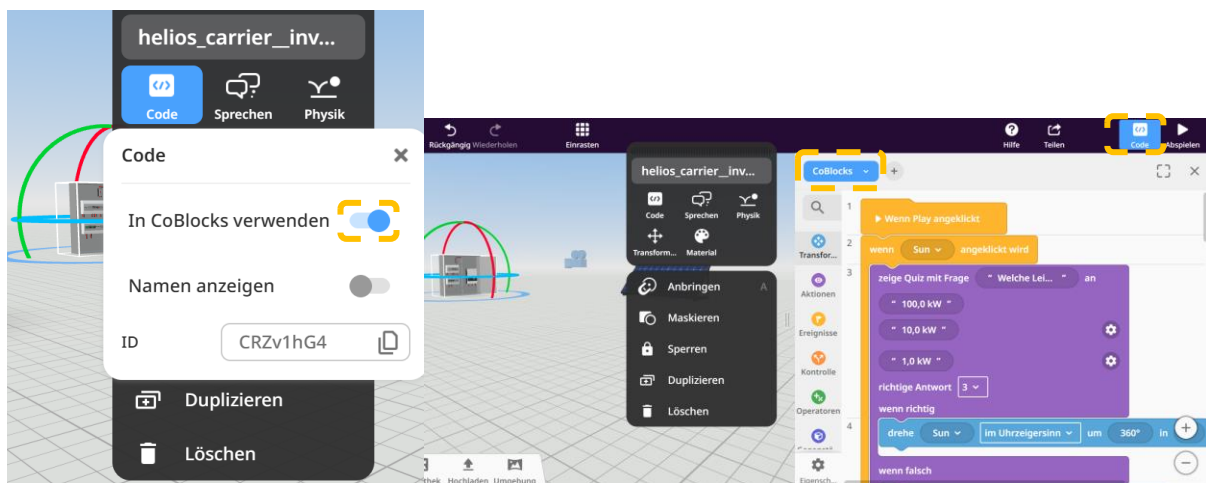 helios_carrier__inv...
Code
Sprechen
Physik
Code
In CoBlocks verwenden
Namen anzeigen
ID
CRZv1hG4
Duplizieren
Löschen
Rückgängig
Wiederholen
Einrasten
Hilfe
Teilen
Code
Abspielen
helios_carrier__inv...
Code
Sprechen
Physik
Transform...
Material
Anbringen
A
Maskieren
Sperren
Duplizieren
Löschen
Hochladen
Umgebung
CoBlocks
+
Transfor...
Aktionen
Ereignisse
Kontrolle
Operatoren
Eigensch...
1
Wenn Play angeklickt
2
wenn Sun angeklickt wird
3
zeige Quiz mit Frage " Welche Lei... " an
" 100,0 kW "
" 10,0 kW "
" 1,0 kW "
richtige Antwort 3
wenn richtig
4
drehe Sun im Uhrzeigersinn um 360° in
wenn falsch